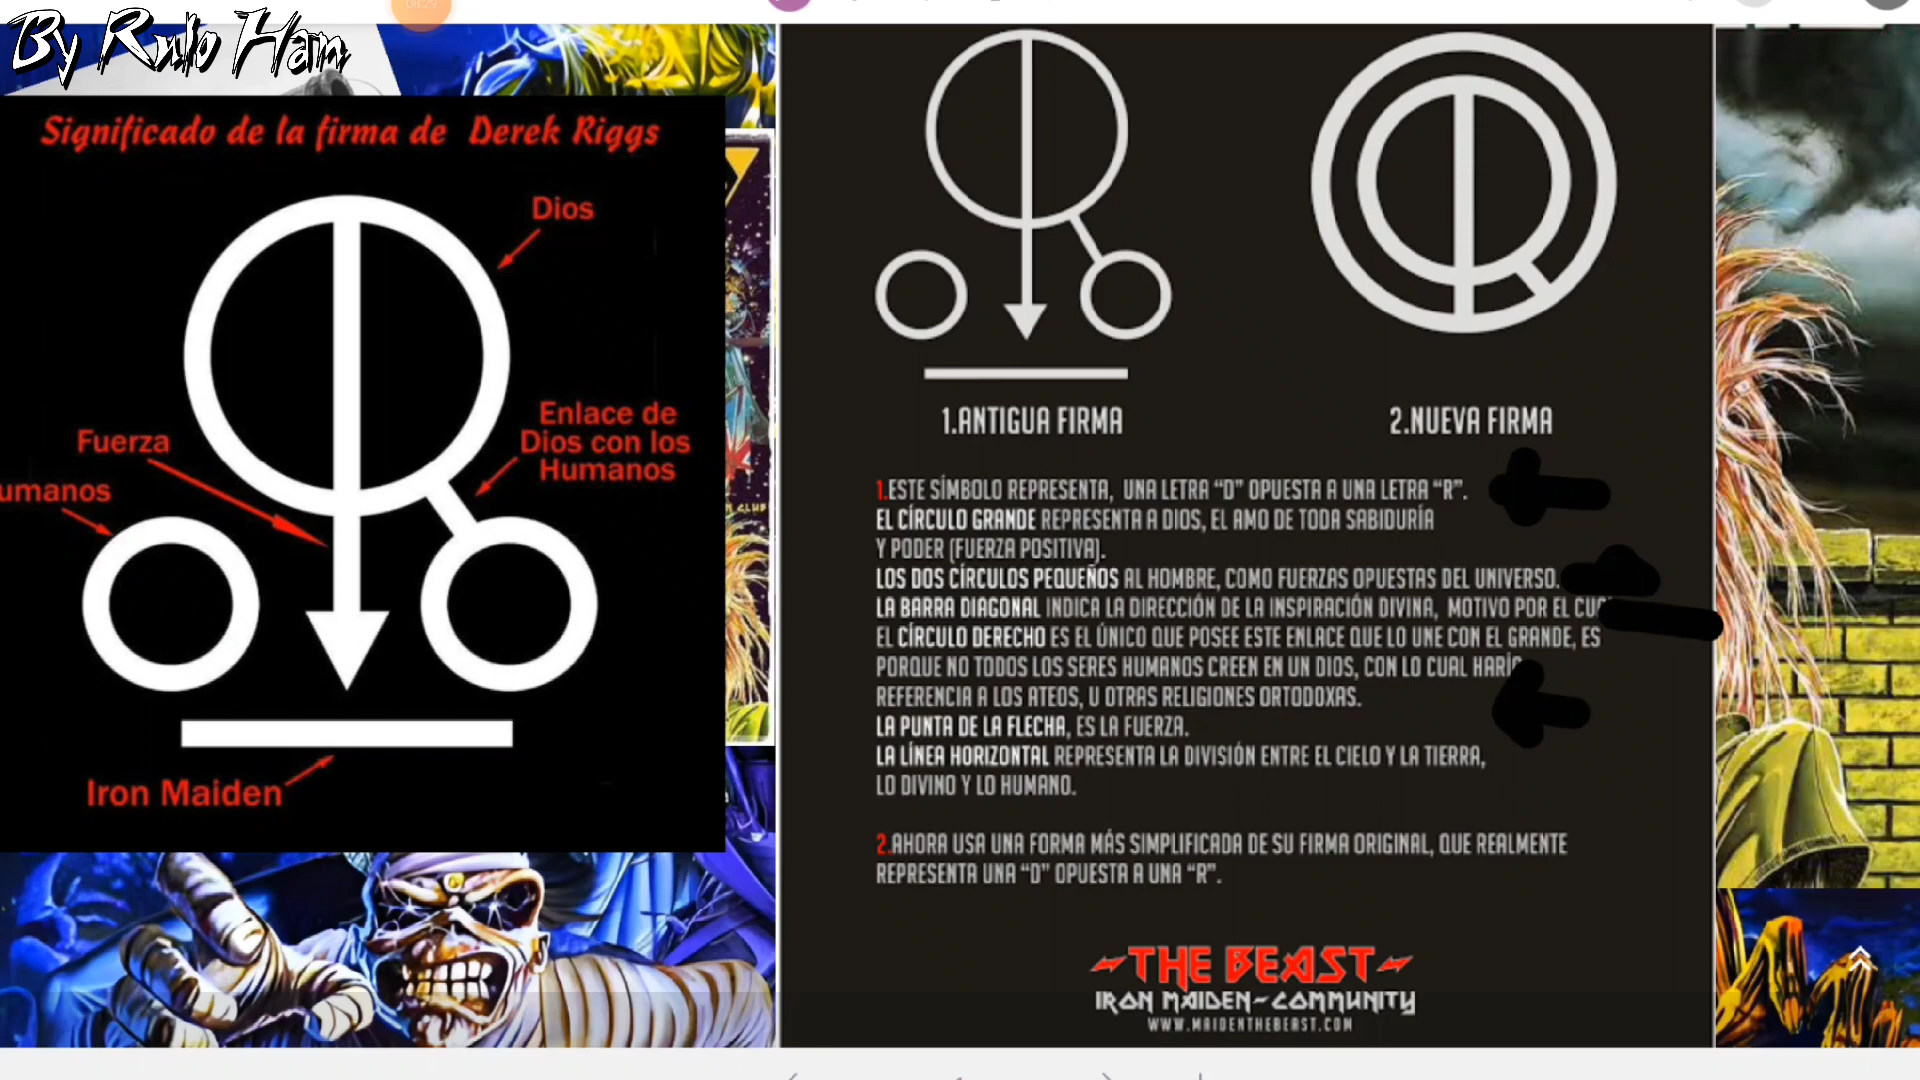 By Rulo Ham
08:29
Significado de la firma de Derek Riggs
Dios
Enlace de
Dios con los
Humanos
Fuerza
umanos
Iron Maiden
1.ANTIGUA FIRMA
2.NUEVA FIRMA
1.ESTE SÍMBOLO REPRESENTA, UNA LETRA “D” OPUESTA A UNA LETRA “R”.
EL CÍRCULO GRANDE REPRESENTA A DIOS, EL AMO DE TODA SABIDURÍA
Y PODER (FUERZA POSITIVA).
LOS DOS CÍRCULOS PEQUEÑOS AL HOMBRE, COMO FUERZAS OPUESTAS DEL UNIVERSO.
LA BARRA DIAGONAL INDICA LA DIRECCIÓN DE LA INSPIRACIÓN DIVINA, MOTIVO POR EL CUA
EL CÍRCULO DERECHO ES EL ÚNICO QUE POSEE ESTE ENLACE QUE LO UNE CON EL GRANDE, ES
PORQUE NO TODOS LOS SERES HUMANOS CREEN EN UN DIOS, CON LO CUAL HARÍA
REFERENCIA A LOS ATEOS, U OTRAS RELIGIONES ORTODOXAS.
LA PUNTA DE LA FLECHA, ES LA FUERZA.
LA LÍNEA HORIZONTAL REPRESENTA LA DIVISIÓN ENTRE EL CIELO Y LA TIERRA,
LO DIVINO Y LO HUMANO.
2.AHORA USA UNA FORMA MÁS SIMPLIFICADA DE SU FIRMA ORIGINAL, QUE REALMENTE
REPRESENTA UNA “D” OPUESTA A UNA “R”.
THE BEAST
IRON MAIDEN-COMMUNITY
WWW.MAIDENTHEBEAST.COM